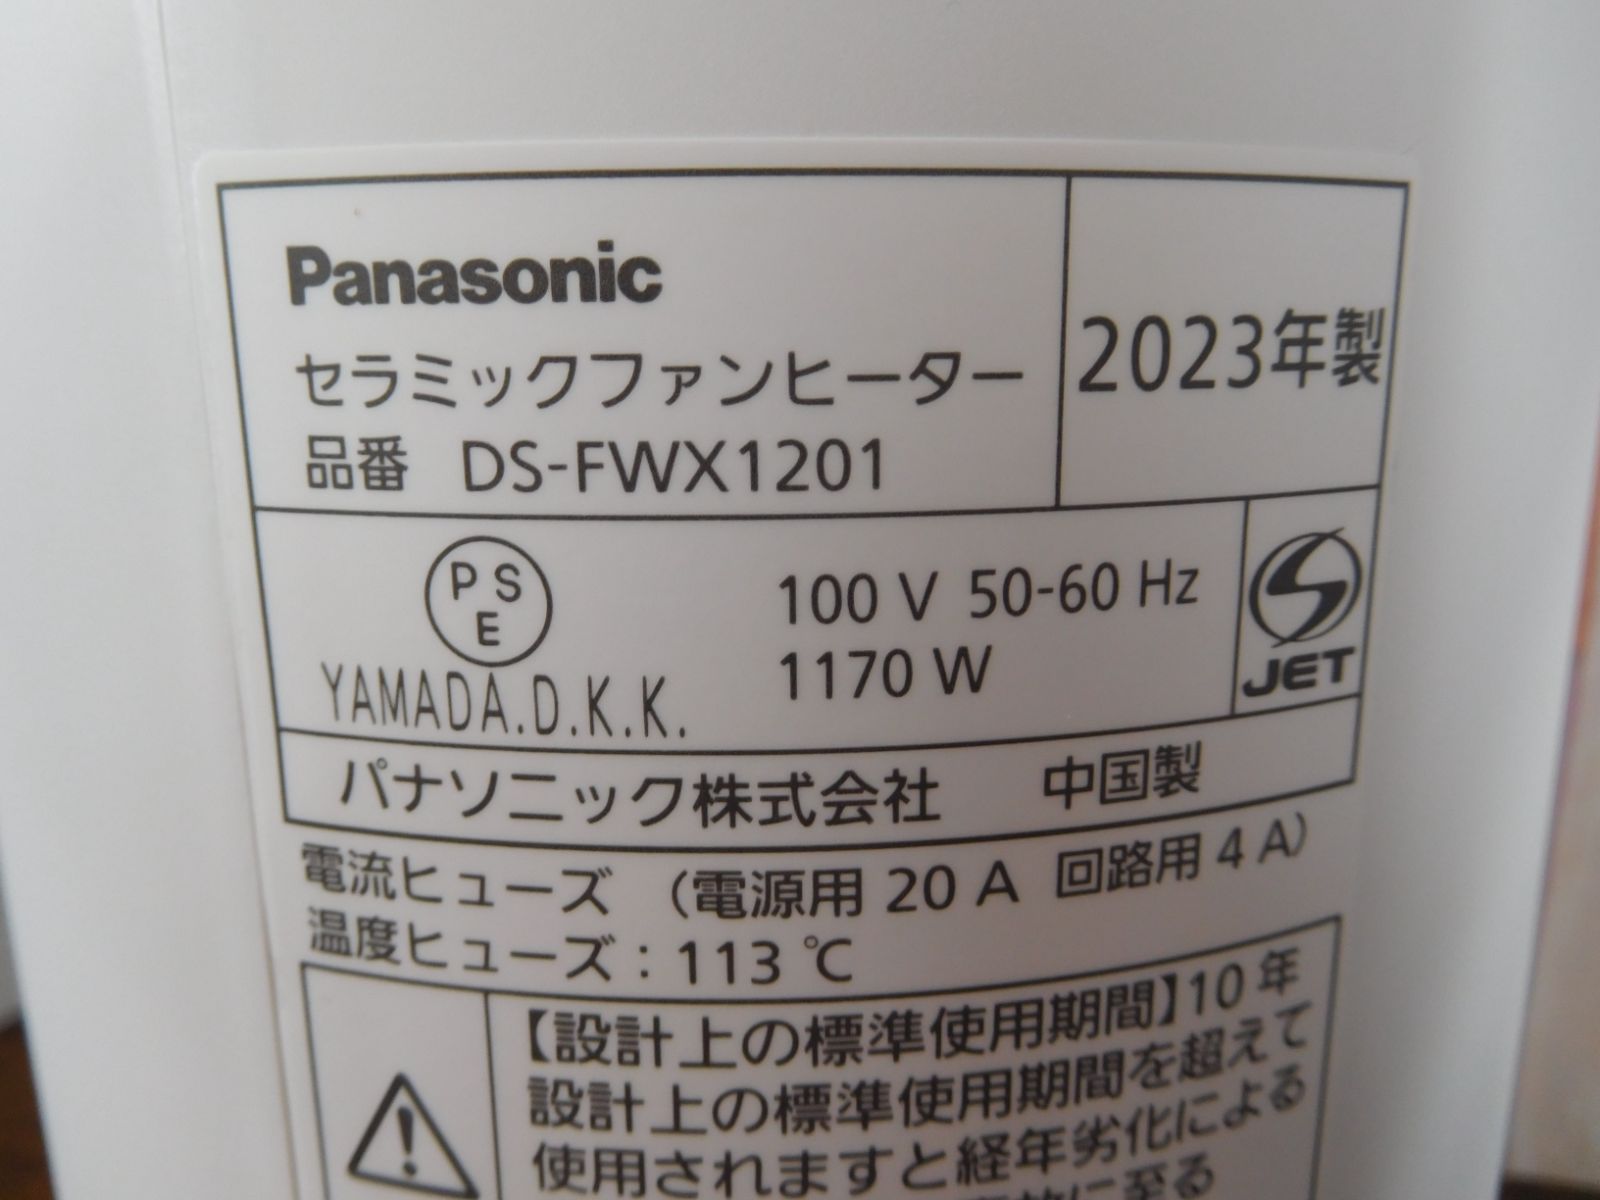 Panasonic
セラミックファンヒーター
品番 DS-FWX1201
2023年製
PS
E
YAMADA.D.K.K.
100 V 50-60 Hz
1170 W
JET
パナソニック株式会社 中国製
電流ヒューズ (電源用 20 A 回路用 4 A)
温度ヒューズ:113 ℃
【設計上の標準使用期間】10 年
設計上の標準使用期間を超えて
使用されますと経年劣化による
に至る